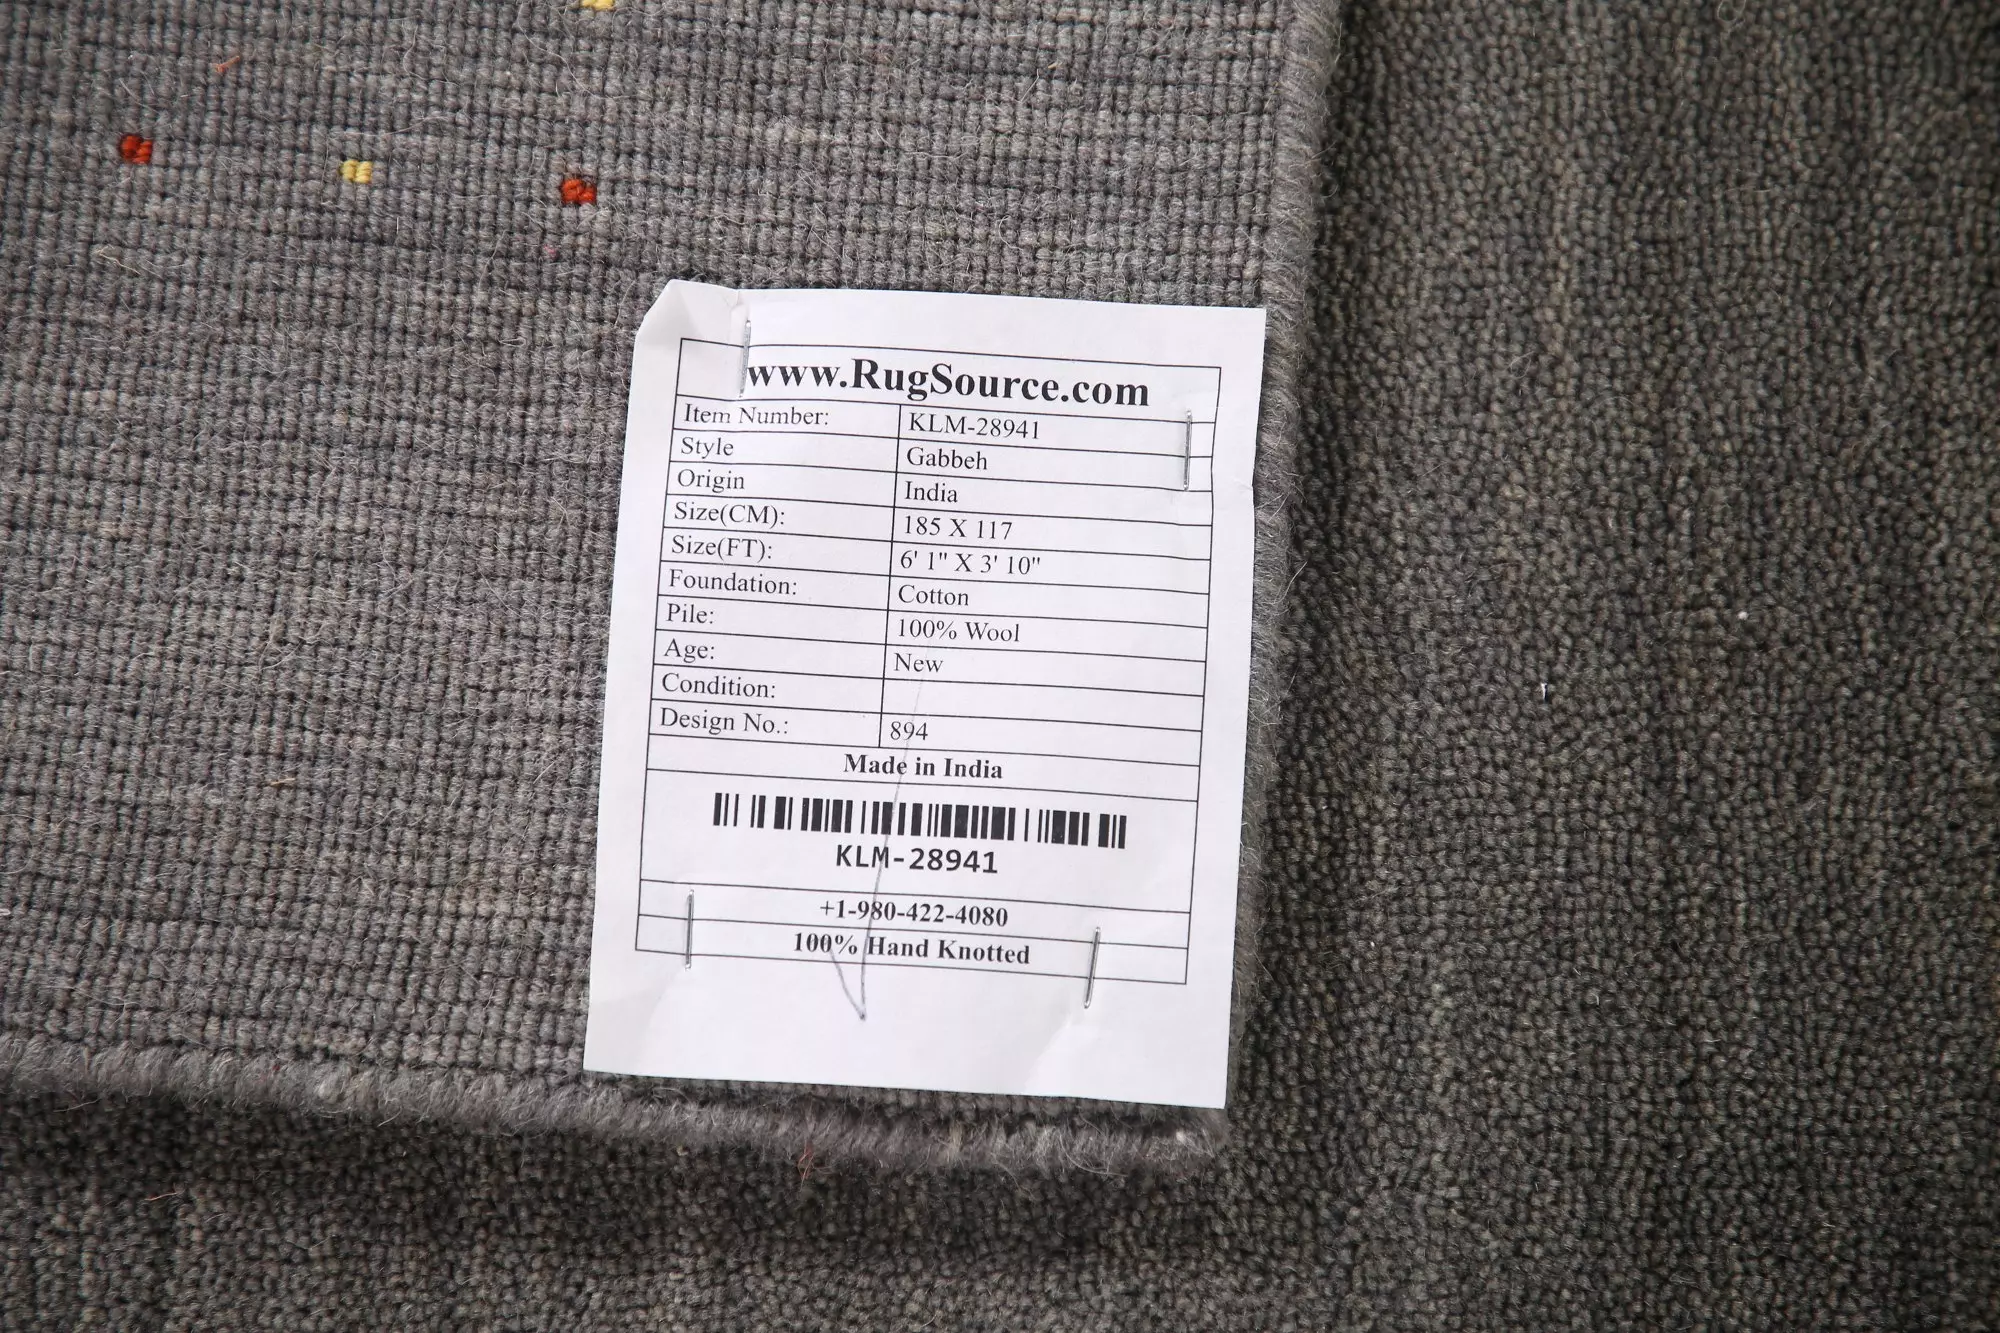 www.RugSource.com
Item Number: KLM-28941
Style Gabbeh
Origin India
Size(CM): 185 X 117
Size(FT): 6' 1" X 3' 10"
Foundation: Cotton
Pile: 100% Wool
Age: New
Condition:
Design No.: 894
Made in India
KLM-28941
+1-980-422-4080
100% Hand Knotted